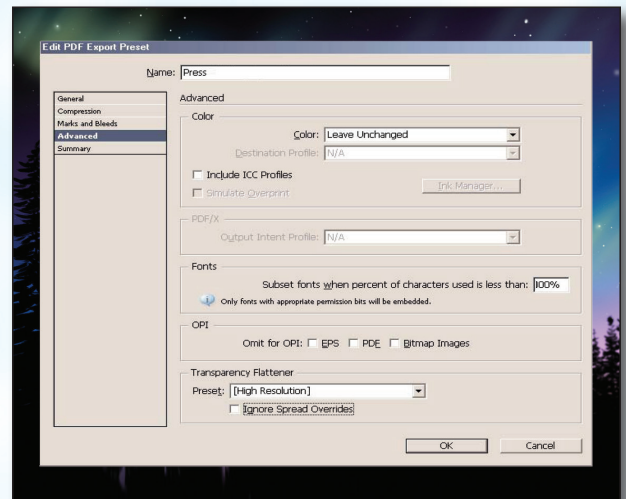 Edit PDF Export Preset
Name: Press
General
Compression
Marks and Bleeds
Advanced
Summary
Advanced
Color
Color: Leave Unchanged
Destination Profile: N/A
Include ICC Profiles
Simulate Overprint
Ink Manager...
PDF/X
Output Intent Profile: N/A
Fonts
Subset fonts when percent of characters used is less than: 100%
Only fonts with appropriate permission bits will be embedded.
OPI
Omit for OPI: EPS PDF Bitmap Images
Transparency Flattener
Preset: [High Resolution]
Ignore Spread Overrides
OK Cancel